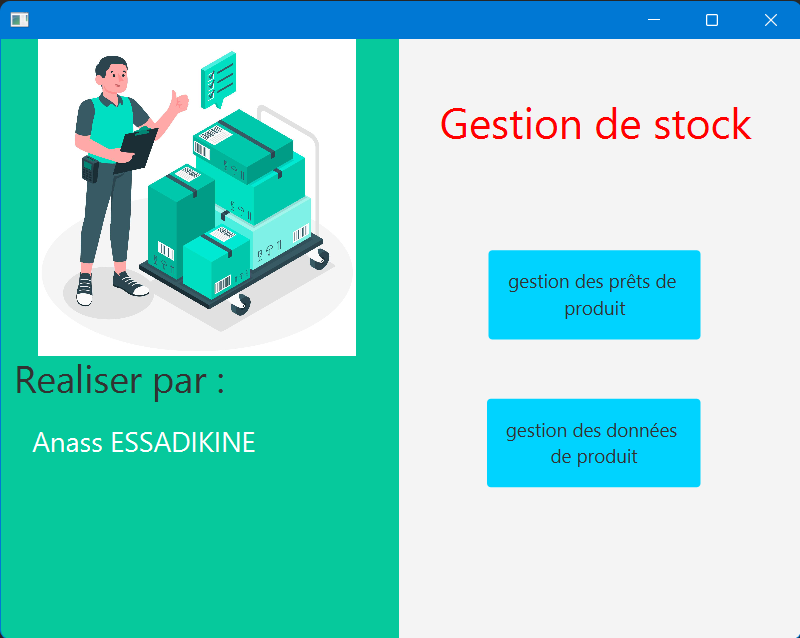 Realiser par :
Anass ESSADIKINE
Gestion de stock
gestion des prêts de
produit
gestion des données
de produit